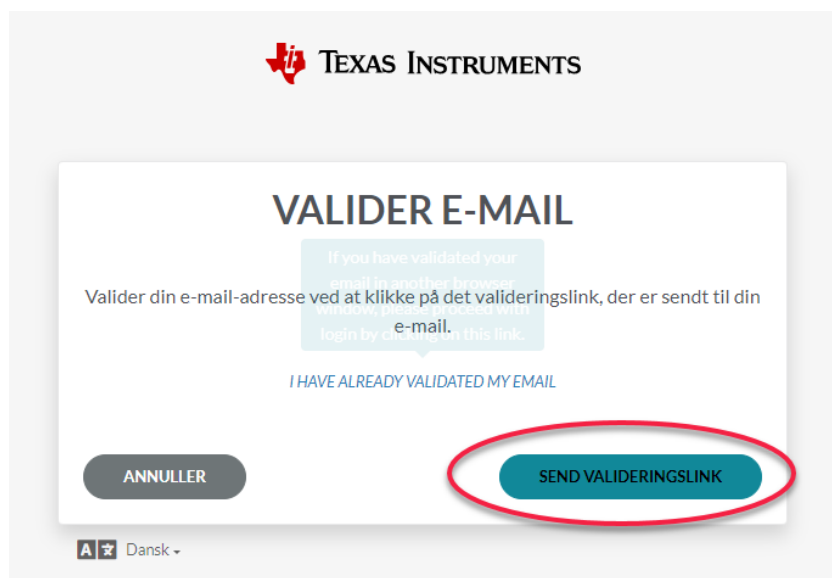 TEXAS INSTRUMENTS
VALIDER E-MAIL
If you have validated your
email in another browser
window, please proceed with
login by clicking on this link.
Valider din e-mail-adresse ved at klikke på det valideringslink, der er sendt til din
e-mail.
I HAVE ALREADY VALIDATED MY EMAIL
ANNULLER
SEND VALIDERINGSLINK
Dansk